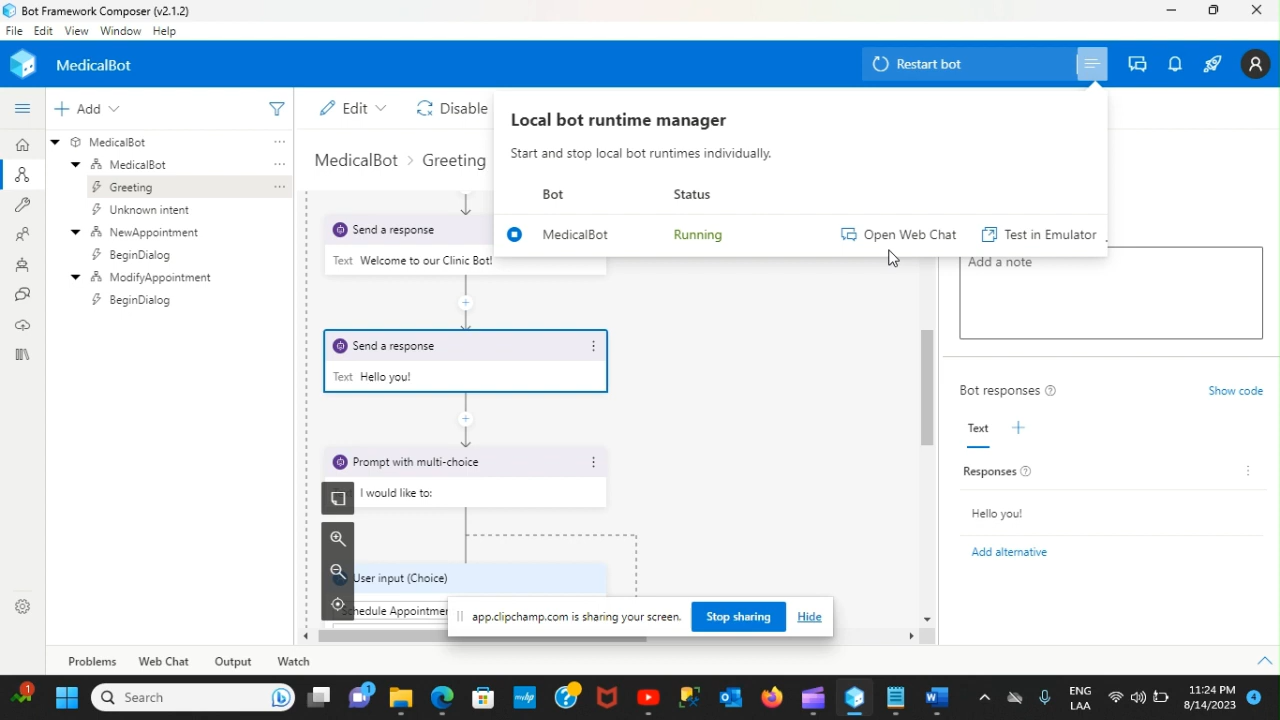 Bot Framework Composer (v2.1.2)
File Edit View Window Help
MedicalBot
Restart bot
Add
Edit
Disable
Local bot runtime manager
Start and stop local bot runtimes individually.
Bot Status
MedicalBot Running Open Web Chat Test in Emulator
MedicalBot
MedicalBot
Greeting
Unknown intent
NewAppointment
BeginDialog
ModifyAppointment
BeginDialog
MedicalBot > Greeting
Send a response
Text Welcome to our Clinic Bot!
Send a response
Text Hello you!
Prompt with multi-choice
I would like to:
User input (Choice)
Add a note
Bot responses Show code
Text
Responses
Hello you!
Add alternative
app.clipchamp.com is sharing your screen. Stop sharing Hide
Problems Web Chat Output Watch
1
Search
1
ENG
LAA
11:24 PM
8/14/2023
4